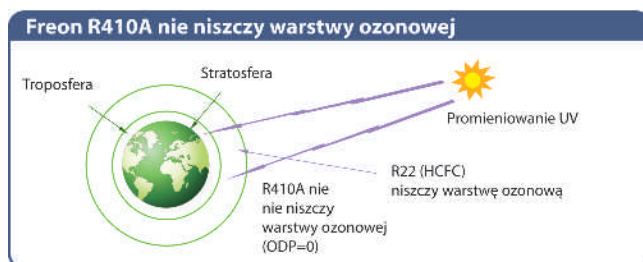 Freon R410A nie niszczy warstwy ozonowej
Troposfera
Stratosfera
Promieniowanie UV
R22 (HCFC)
niszczy warstwę ozonową
R410A nie
nie niszczy
warstwy ozonowej
(ODP=0)